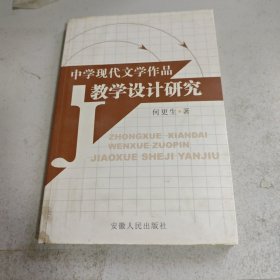 中学现代文学作品
教学设计研究
何更生 著
ZHONGXUE XIANDAI
WENXUE ZUOPIN
JIAOXUE SHEJI YANJIU
安徽人民出版社